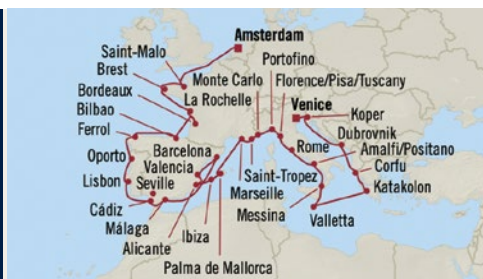 Amsterdam
Saint-Malo
Portofino
Brest
Monte Carlo
Florence/Pisa/Tuscany
Bordeaux
La Rochelle
Venice
Koper
Bilbao
Dubrovnik
Ferrol
Barcelona
Rome
Amalfi/Positano
Oporto
Valencia
Saint-Tropez
Corfu
Lisbon
Seville
Marseille
Katakolon
Cádiz
Messina
Málaga
Valletta
Alicante
Ibiza
Palma de Mallorca